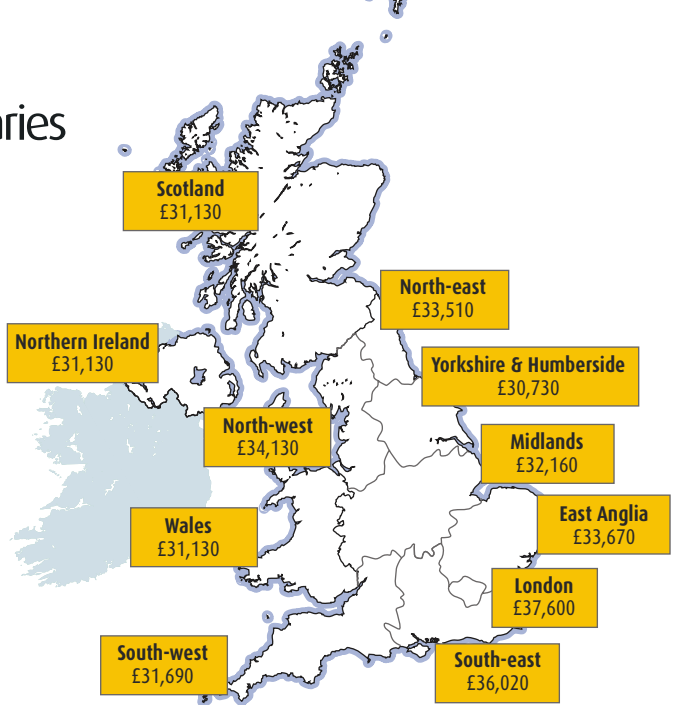 Scotland
£31,130
North-east
£33,510
Northern Ireland
£31,130
Yorkshire & Humberside
£30,730
North-west
£34,130
Midlands
£32,160
East Anglia
£33,670
Wales
£31,130
London
£37,600
South-west
£31,690
South-east
£36,020